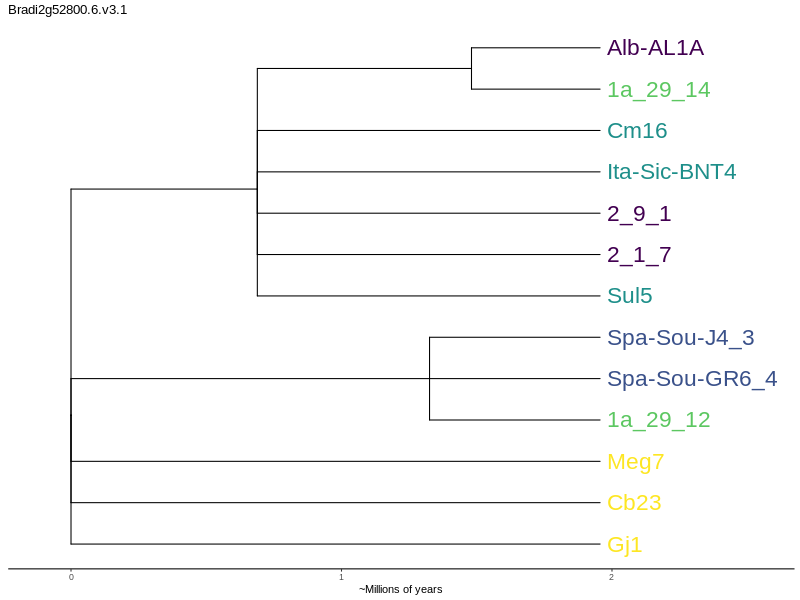 Bradi2g52800.6.v3.1
Alb-AL1A
1a_29_14
Cm16
Ita-Sic-BNT4
2_9_1
2_1_7
Sul5
Spa-Sou-J4_3
Spa-Sou-GR6_4
1a_29_12
Meg7
Cb23
Gj1
0 1 2
~Millions of years